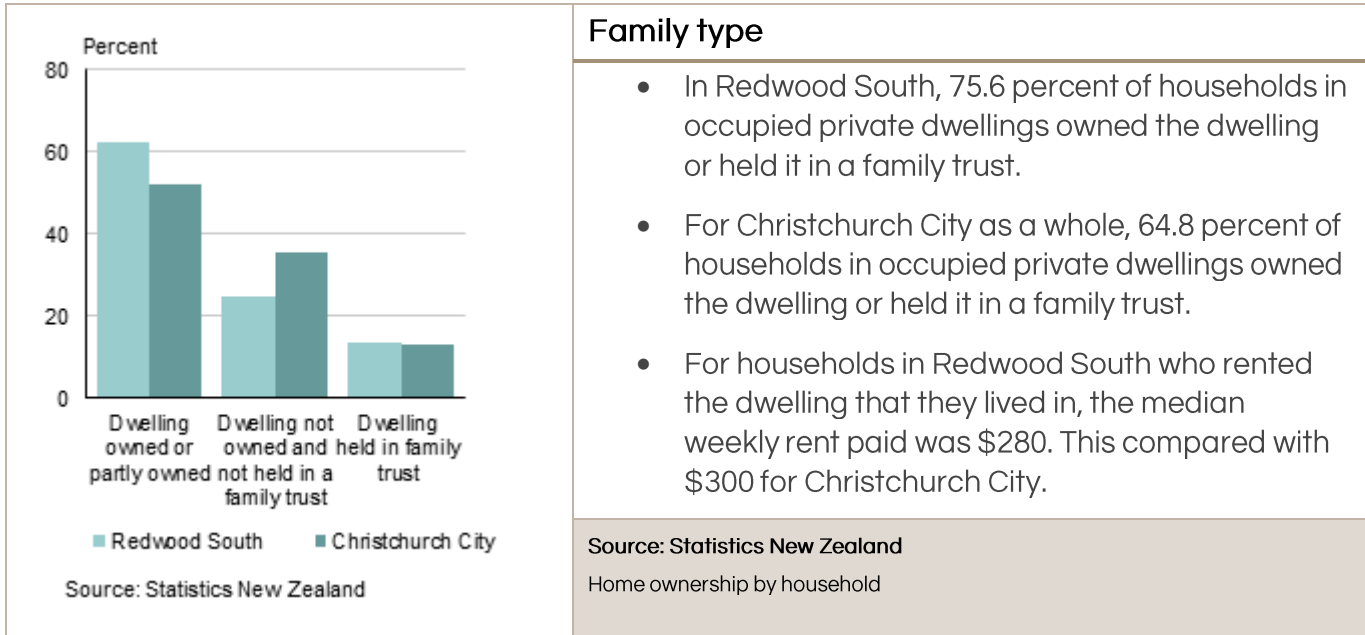 Percent
80
60
40
20
0
Dwelling
owned or
partly owned
Dwelling not
owned and
not held in a
family trust
Dwelling
held in family
trust
Redwood South
Christchurch City
Source: Statistics New Zealand
Family type
• In Redwood South, 75.6 percent of households in
occupied private dwellings owned the dwelling
or held it in a family trust.
• For Christchurch City as a whole, 64.8 percent of
households in occupied private dwellings owned
the dwelling or held it in a family trust.
• For households in Redwood South who rented
the dwelling that they lived in, the median
weekly rent paid was $280. This compared with
$300 for Christchurch City.
Source: Statistics New Zealand
Home ownership by household